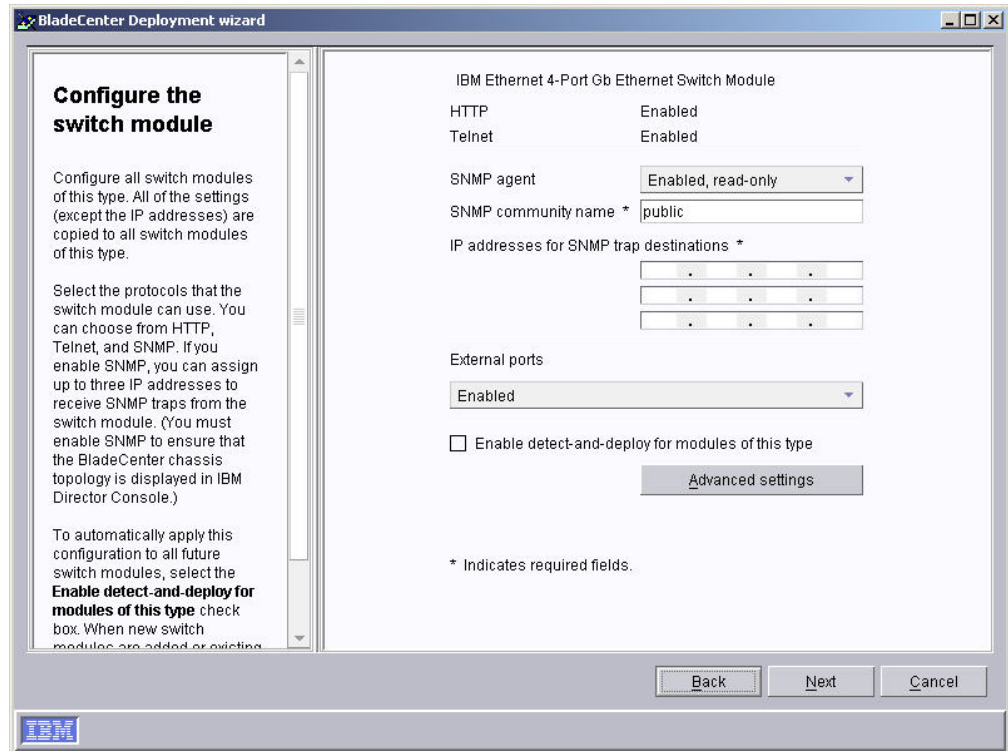 BladeCenter Deployment wizard
Configure the
switch module
Configure all switch modules
of this type. All of the settings
(except the IP addresses) are
copied to all switch modules
of this type.
Select the protocols that the
switch module can use. You
can choose from HTTP,
Telnet, and SNMP. If you
enable SNMP, you can assign
up to three IP addresses to
receive SNMP traps from the
switch module. (You must
enable SNMP to ensure that
the BladeCenter chassis
topology is displayed in IBM
Director Console.)
To automatically apply this
configuration to all future
switch modules, select the
Enable detect-and-deploy for
modules of this type check
box. When new switch
modules are added or existing
IBM Ethernet 4-Port Gb Ethernet Switch Module
HTTP Enabled
Telnet Enabled
SNMP agent Enabled, read-only
SNMP community name * public
IP addresses for SNMP trap destinations *
. . .
. . .
. . .
External ports
Enabled
Enable detect-and-deploy for modules of this type
Advanced settings
* Indicates required fields.
Back Next Cancel
IBM